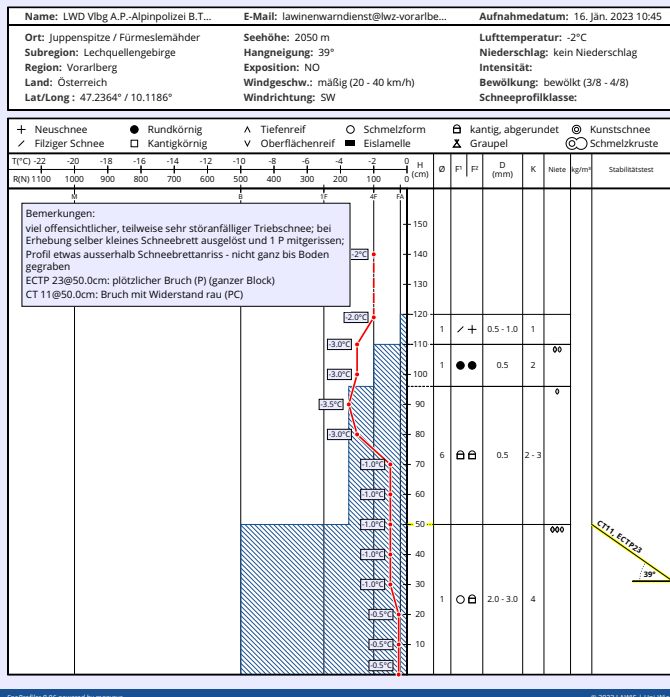 Name: LWD Vlbg A.P.-Alpinpolizei B.T... E-Mail: lawinenwarndienst@lwz-vorarlbe... Aufnahmedatum: 16. Jän. 2023 10:45
Ort: Juppenspitze / Fürmeslemähder Seehöhe: 2050 m Lufttemperatur: -2°C
Subregion: Lechquellengebirge Hangneigung: 39° Niederschlag: kein Niederschlag
Region: Vorarlberg Exposition: NO Intensität:
Land: Österreich Windgeschw.: mäßig (20 - 40 km/h) Bewölkung: bewölkt (3/8 - 4/8)
Lat/Long : 47.2364° / 10.1186° Windrichtung: SW Schneeprofilklasse:
Neuschnee Rundkörnig Tiefenreif Schmelzform kantig, abgerundet Kunstschnee
Filziger Schnee Kantigkörnig Oberflächenreif Eislamelle Graupel Schmelzkruste
T(°C) -22 -20 -18 -16 -14 -12 -10 -8 -6 -4 -2 0
R(N) 1100 1000 900 800 700 600 500 400 300 200 100 0
H (cm) Ø F¹ F² D (mm) K Niete kg/m³ Stabilitätstest
M B 1F 4F FA
Bemerkungen:
viel offensichtlicher, teilweise sehr störanfälliger Triebschnee; bei
Erhebung selber kleines Schneebrett ausgelöst und 1 P mitgerissen;
Profil etwas ausserhalb Schneebrettanriss - nicht ganz bis Boden
gegraben
ECTP 23@50.0cm: plötzlicher Bruch (P) (ganzer Block)
CT 11@50.0cm: Bruch mit Widerstand rau (PC)
150
-2°C 140
130
-2.0°C 120
1 0.5 - 1.0 1
-3.0°C 110
1 0.5 2
-3.0°C 100
-3.5°C 90
-3.0°C 80
-1.0°C 70
6 0.5 2 - 3
-1.0°C 60
-1.0°C 50
CT11, ECTP23
-1.0°C 40
39°
-1.0°C 30
1 2.0 - 3.0 4
-0.5°C 20
-0.5°C 10
-0.5°C